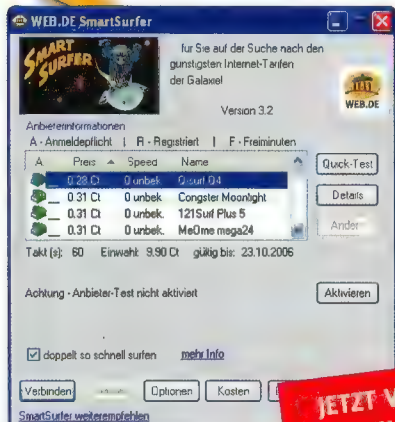 WEB.DE SmartSurfer
SMART SURFER
für Sie auf der Suche nach den
günstigsten Internet-Tarifen
der Galaxie!
Version 3.2
WEB.DE
Anbieterinformationen
A - Anmeldepflicht | R - Registriert | F - Freiminuten
A Preis Speed Name
0.28 Ct 0 unbek.
0.31 Ct 0 unbek. Congster Moonlight
0.31 Ct 0 unbek. 121Surf Plus 5
0.31 Ct 0 unbek. MeOme mega24
Quick-Test
Details
Takt (s): 60 Einwahl: 9.90 Ct gültig bis: 23.10.2006
Achtung - Anbieter-Test nicht aktiviert
Aktivieren
doppelt so schnell surfen mehr Info
Verbinden Optionen Kosten
JETZT V
SmartSurfer weiterempfehlen